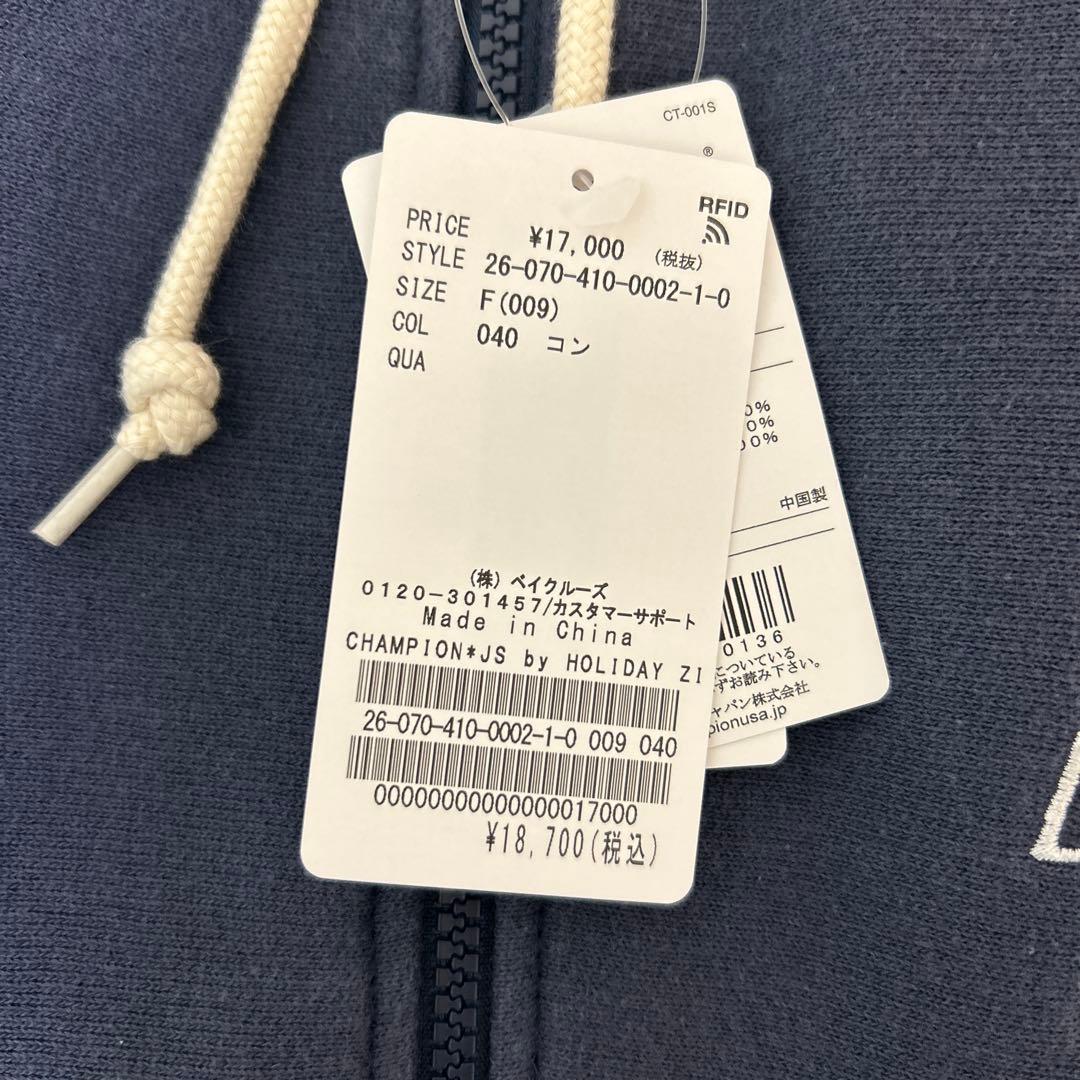 CT-001S
®
RFID
PRICE ¥17,000 (税抜)
STYLE 26-070-410-0002-1-0
SIZE F(009)
COL 040 コン
QUA
(株) ベイクルーズ
0120-301457/カスタマーサポート
Made in China
CHAMPION*JS by HOLIDAY ZI
26-070-410-0002-1-0 009 040
00000000000000017000
¥18,700(税込)
0%
0%
00%
中国製
0136
についている
ずお読み下さい。
ャパン株式会社
pionusa.jp